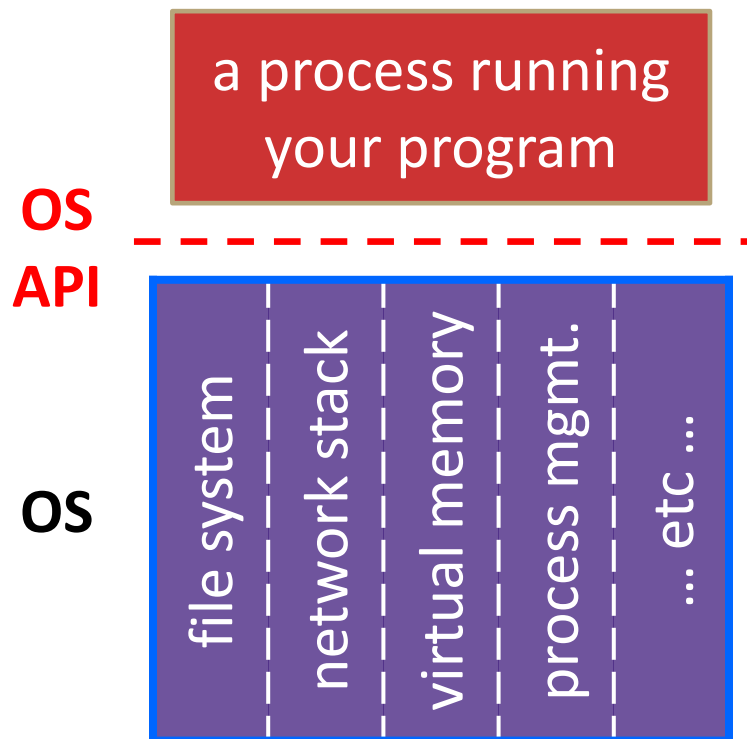 a process running
your program
OS
API
OS
file system
network stack
virtual memory
process mgmt.
... etc ...